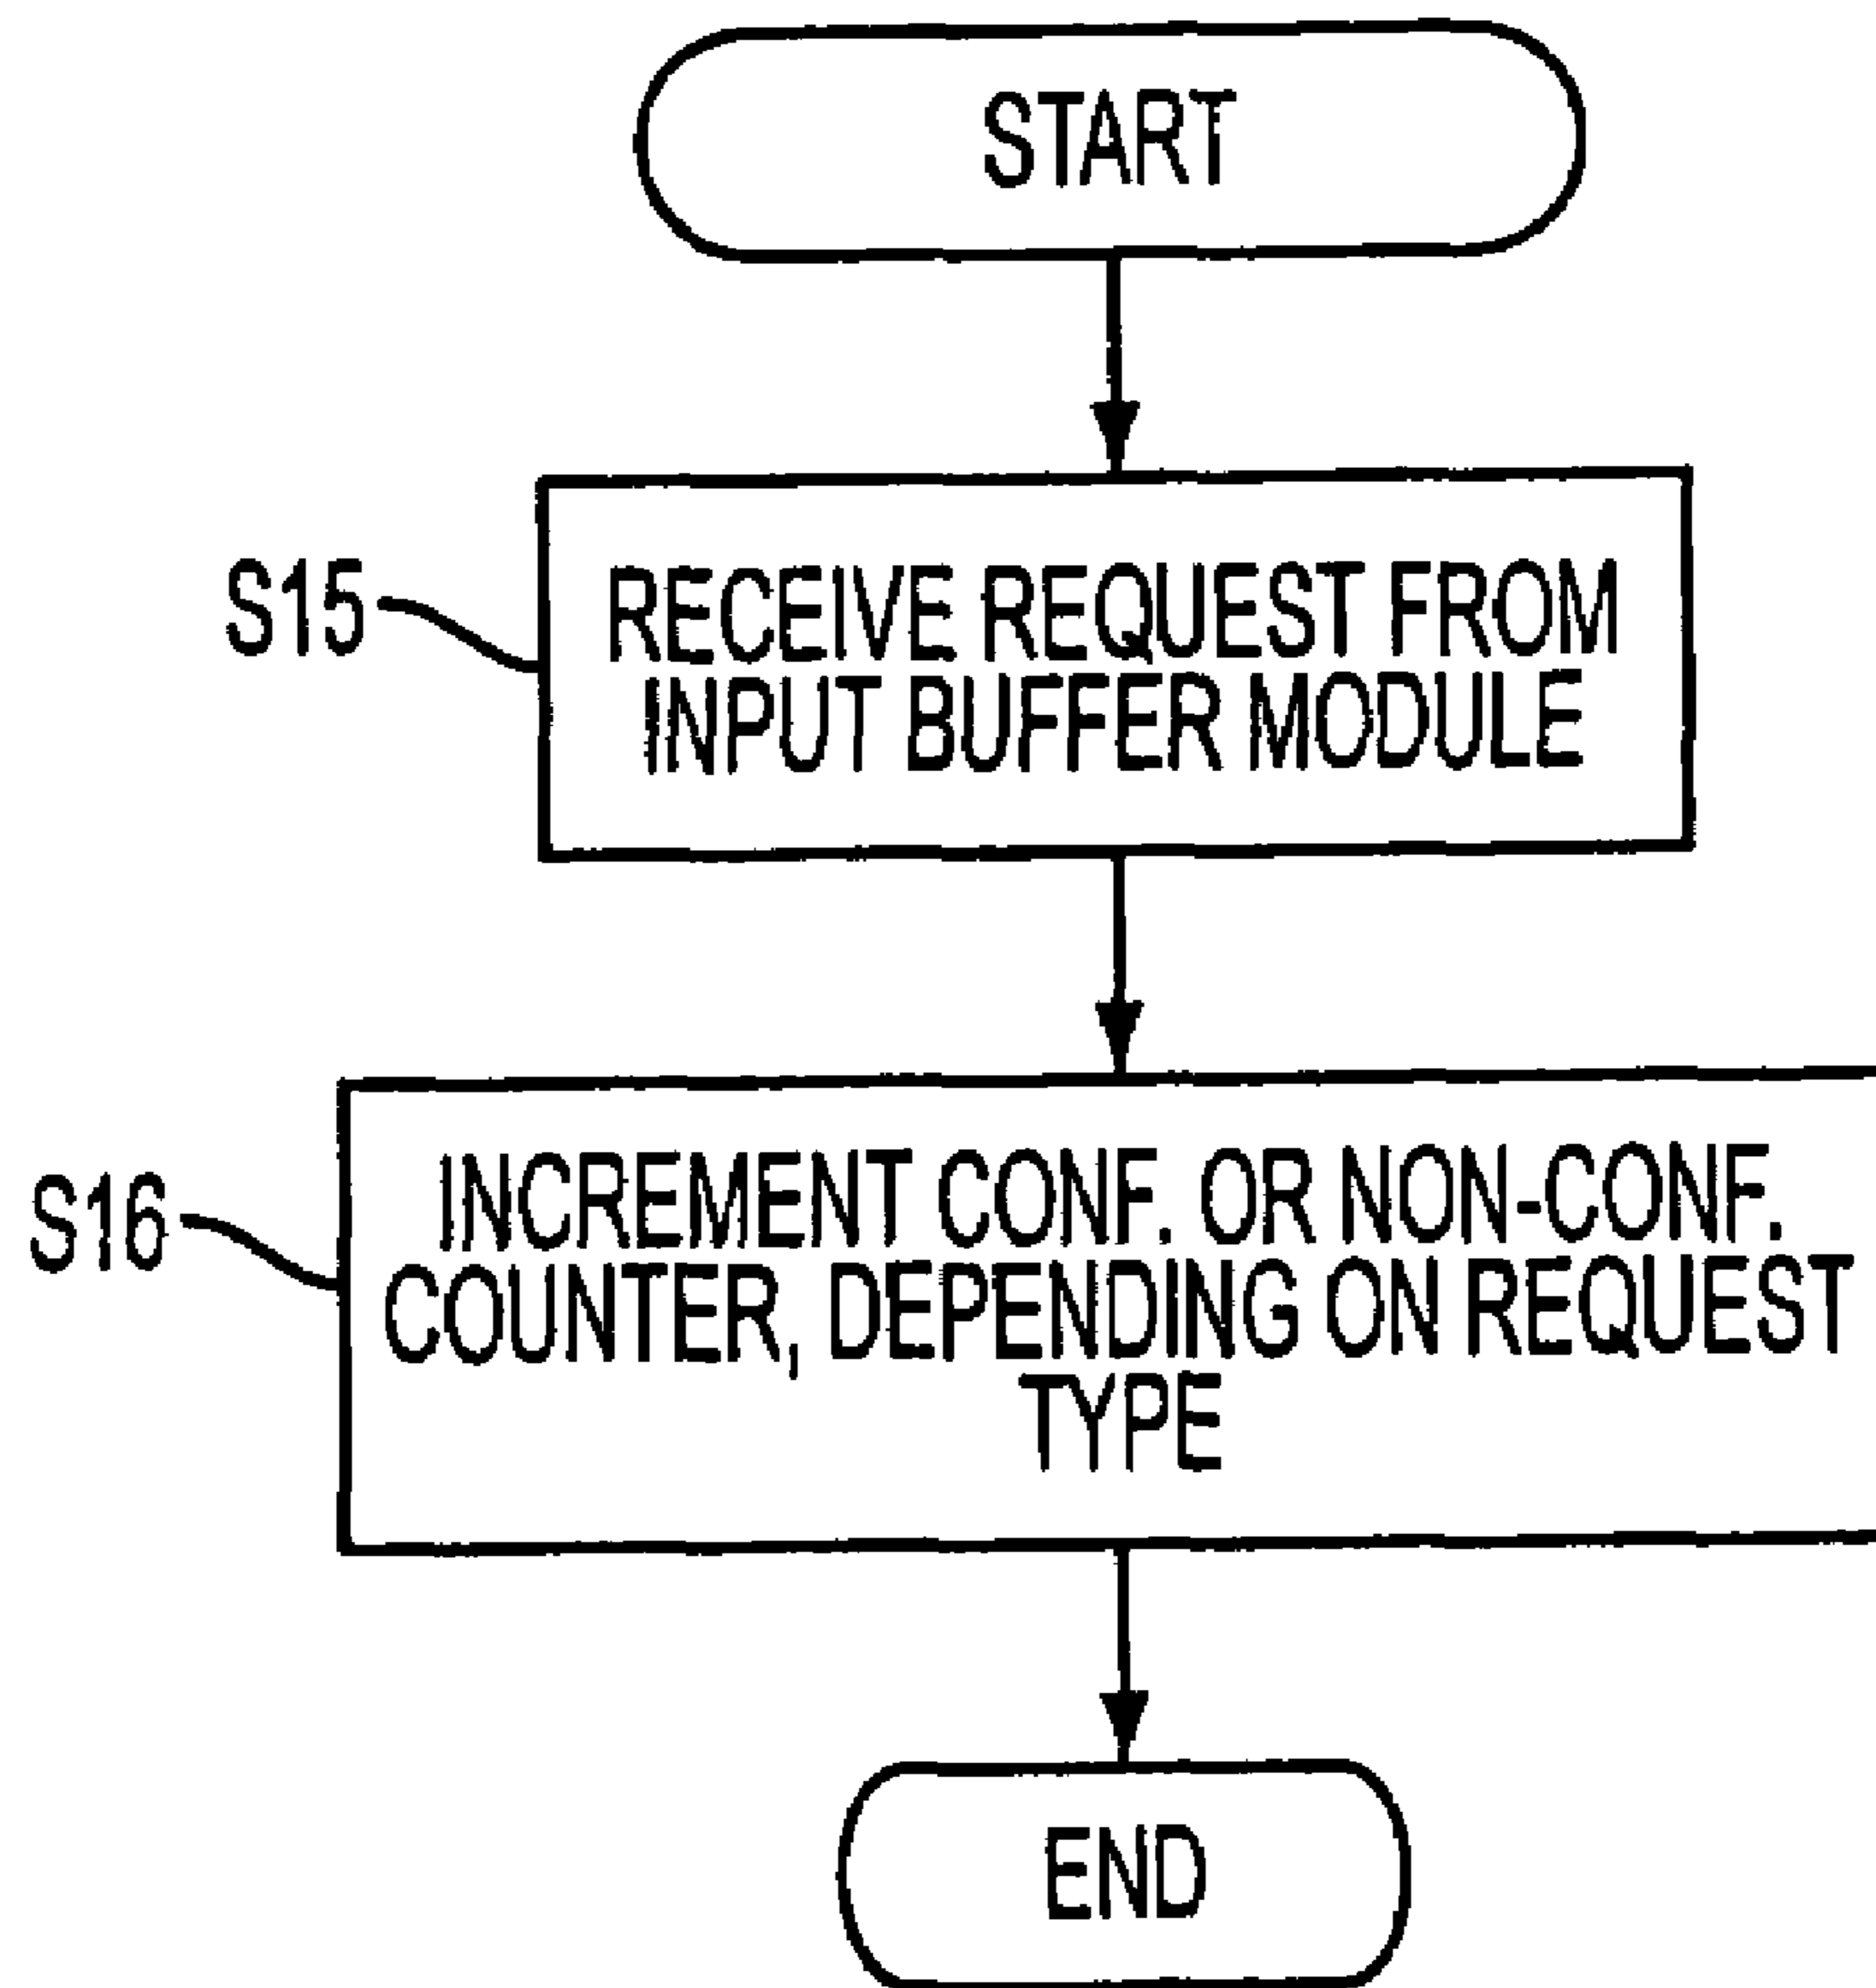 START
S15
RECEIVE REQUEST FROM
INPUT BUFFER MODULE
S16
INCREMENT CONF. OR NON-CONF.
COUNTER, DEPENDING ON REQUEST
TYPE
END